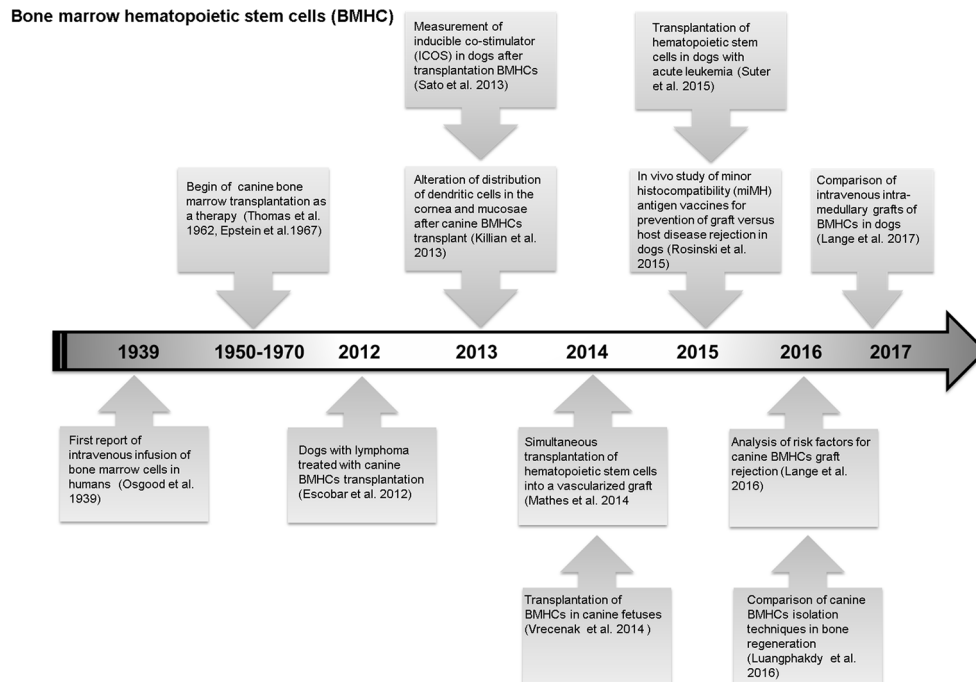 Bone marrow hematopoietic stem cells (BMHC)
Measurement of
inducible co-stimulator
(ICOS) in dogs after
transplantation BMHCs
(Sato et al. 2013)
Transplantation of
hematopoietic stem
cells in dogs with
acute leukemia (Suter
et al. 2015)
Begin of canine bone
marrow transplantation as
a therapy (Thomas et al.
1962, Epstein et al.1967)
Alteration of distribution
of dendritic cells in the
cornea and mucosae
after canine BMHCs
transplant (Killian et al.
2013)
In vivo study of minor
histocompatibility (miMH)
antigen vaccines for
prevention of graft versus
host disease rejection in
dogs (Rosinski et al.
2015)
Comparison of
intravenous intra-
medullary grafts of
BMHCs in dogs
(Lange et al. 2017)
1939 1950-1970 2012 2013 2014 2015 2016 2017
First report of
intravenous infusion of
bone marrow cells in
humans (Osgood et al.
1939)
Dogs with lymphoma
treated with canine
BMHCs transplantation
(Escobar et al. 2012)
Simultaneous
transplantation of
hematopoietic stem cells
into a vascularized graft
(Mathes et al. 2014
Analysis of risk factors for
canine BMHCs graft
rejection (Lange et al.
2016)
Transplantation of
BMHCs in canine fetuses
(Vrecenak et al. 2014 )
Comparison of canine
BMHCs isolation
techniques in bone
regeneration
(Luangphakdy et al.
2016)